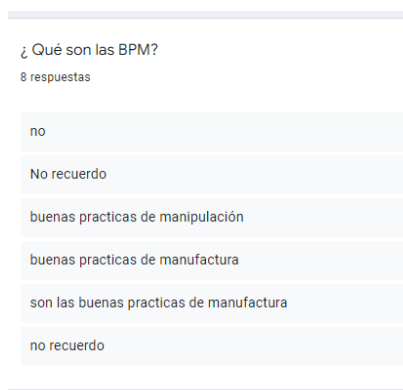 ¿ Qué son las BPM?
8 respuestas
no
No recuerdo
buenas practicas de manipulación
buenas practicas de manufactura
son las buenas practicas de manufactura
no recuerdo